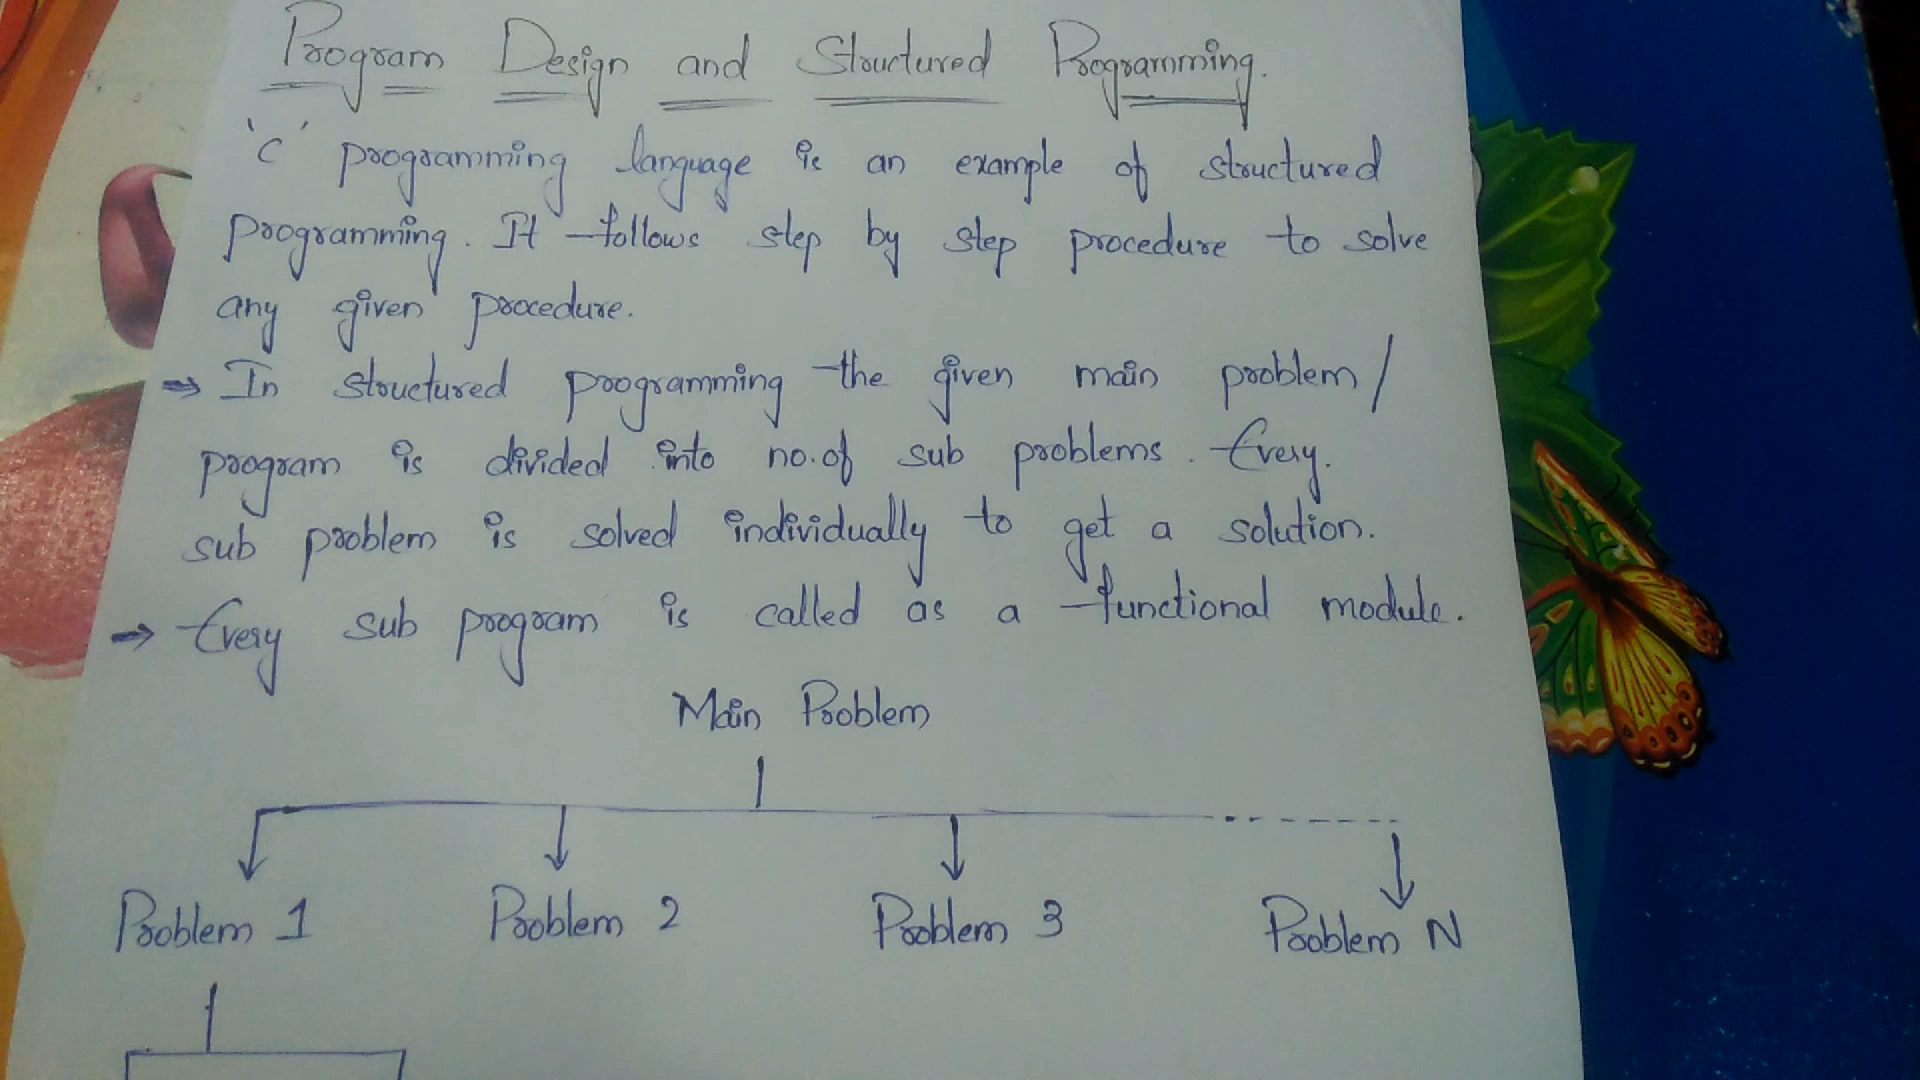 Program Design and Structured Programming.
'C' programming language is an example of structured
programming. It follows step by step procedure to solve
any given procedure.
⇒ In structured programming the given main problem/
program is divided into no.of sub problems. Every.
sub problem is solved individually to get a solution.
→ Every sub program is called as a functional module.
Main Problem
Problem 1 Problem 2 Problem 3 Problem N